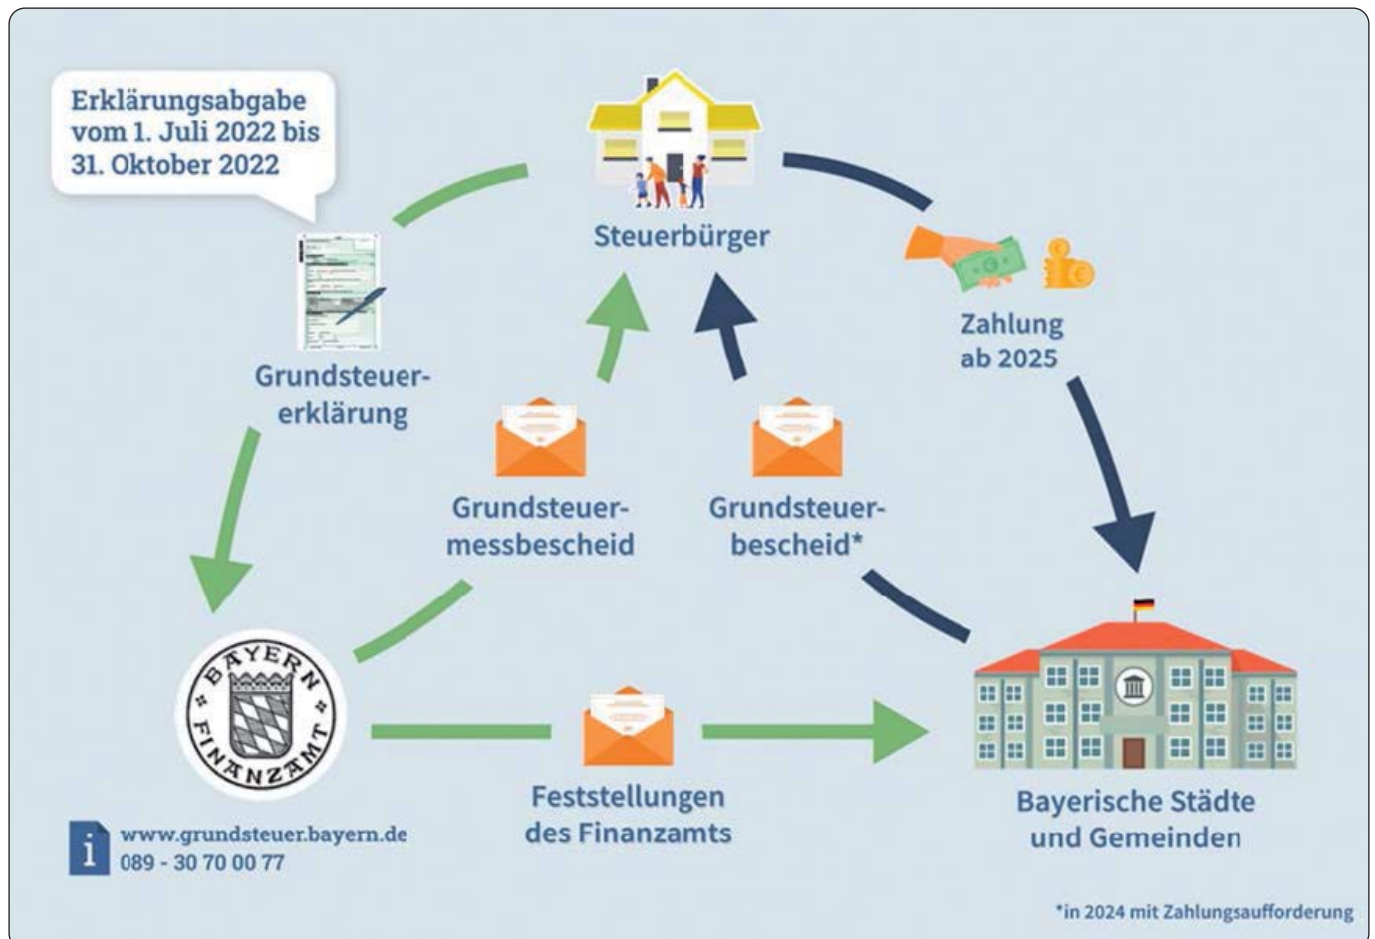 Erklärungsabgabe
vom 1. Juli 2022 bis
31. Oktober 2022
Steuerbürger
Zahlung
ab 2025
Grundsteuer-
erklärung
Grundsteuer-
messbescheid
Grundsteuer-
bescheid*
BAYERN
FINANZAMT
Feststellungen
des Finanzamts
Bayerische Städte
und Gemeinden
i
www.grundsteuer.bayern.de
089 - 30 70 00 77
*in 2024 mit Zahlungsaufforderung